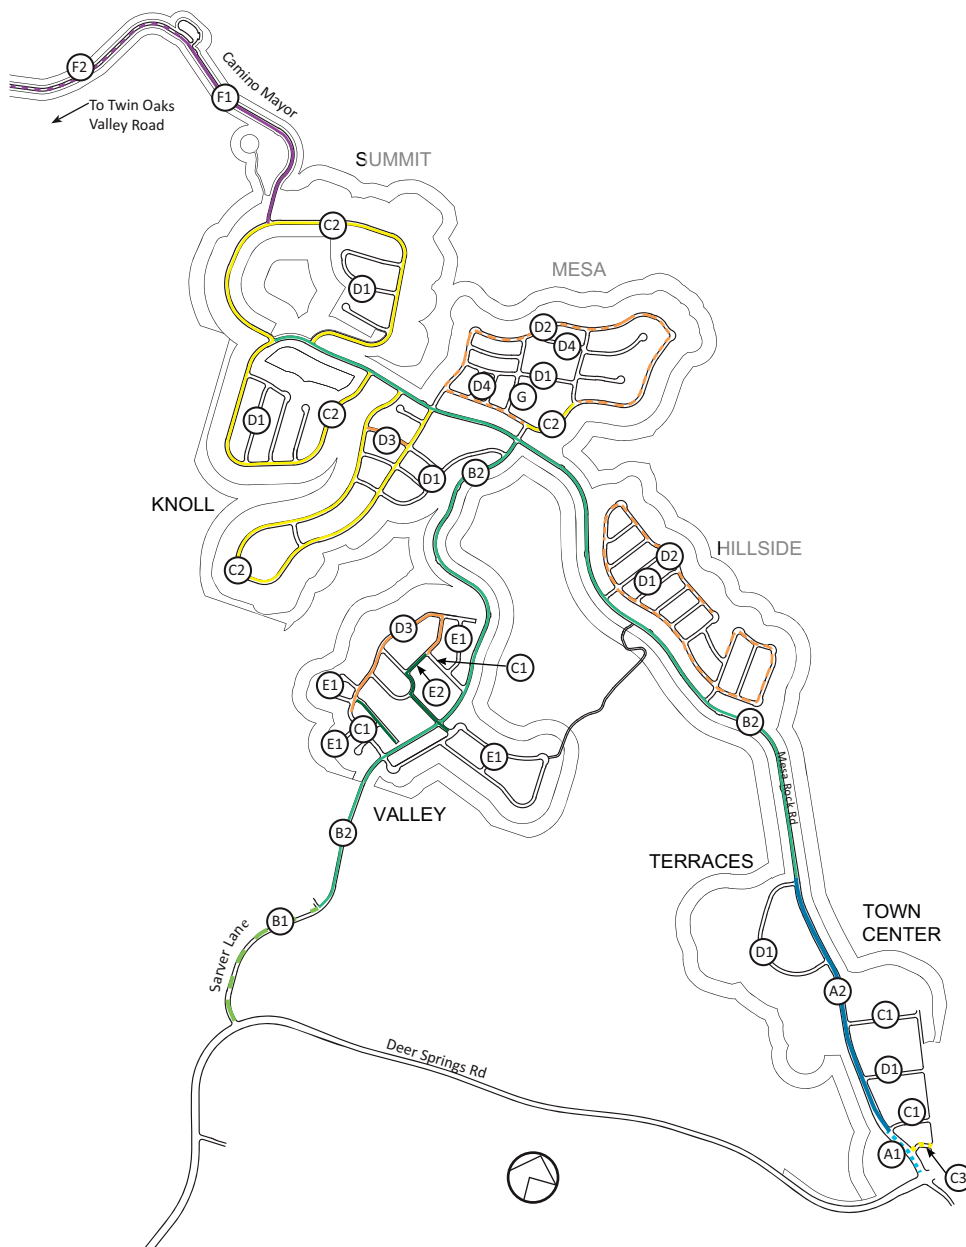 F2
Camino Mayor
F1
To Twin Oaks
Valley Road
SUMMIT
C2
MESA
D1
D2
D4
D1
D4
G
C2
D1
C2
D3
D1
B2
KNOLL
C2
HILLSIDE
D2
D1
D3
E1
C1
E2
E1
C1
E1
E1
B2
Mesa Rock Rd
VALLEY
B2
TERRACES
TOWN
CENTER
B1
Sarver Lane
D1
A2
C1
Deer Springs Rd
D1
C1
A1
C3